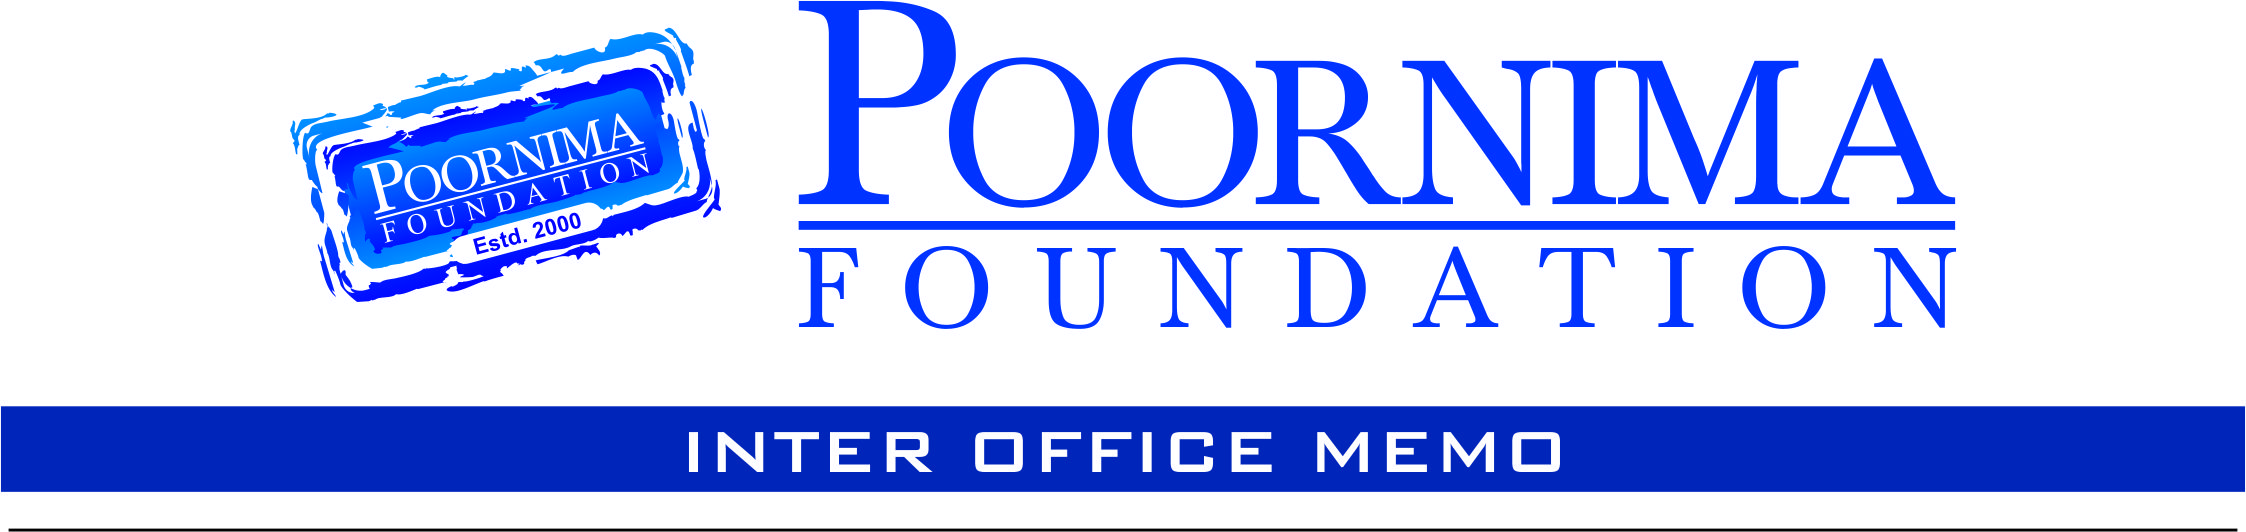 POORNIMA
FOUNDATION
Estd. 2000
POORNIMA
FOUNDATION
INTER OFFICE MEMO